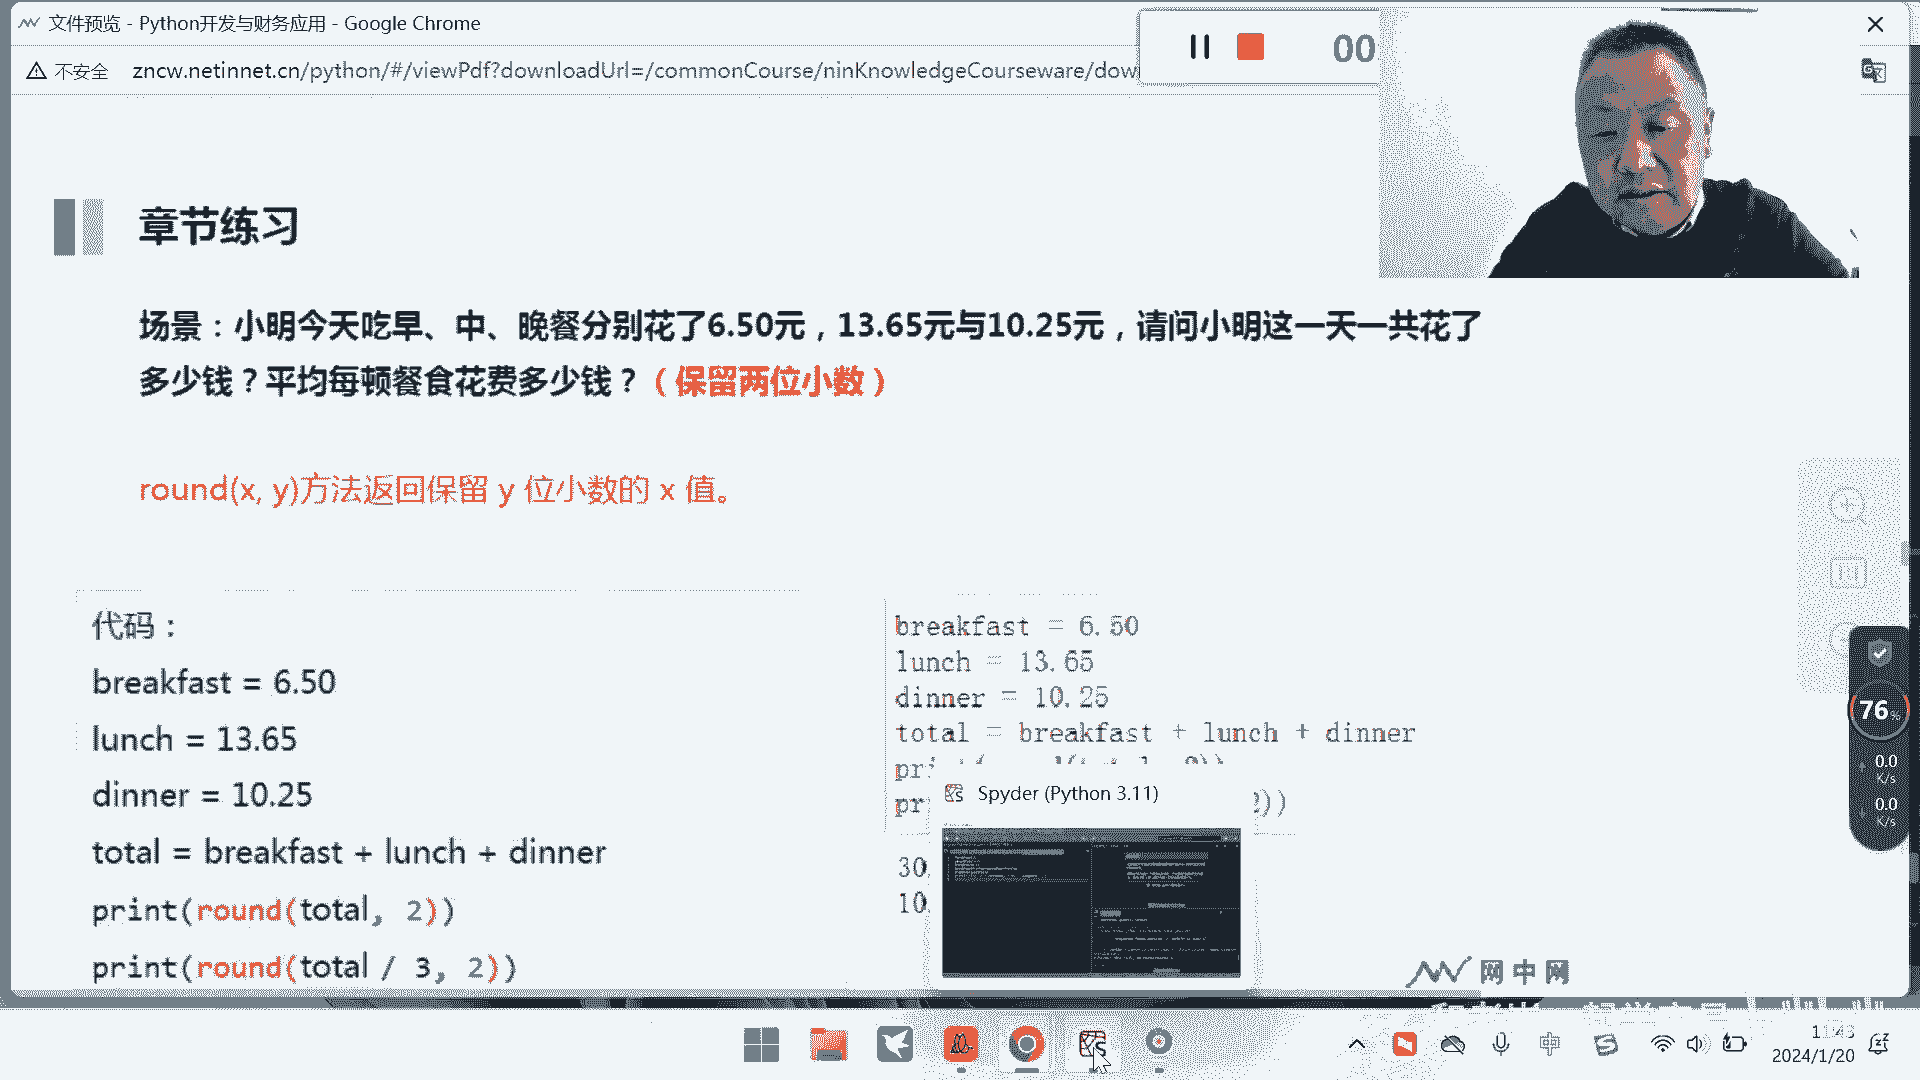 文件预览 - Python开发与财务应用 - Google Chrome
不安全 zncw.netinnet.cn/python/#/viewPdf?downloadUrl=/commonCourse/ninKnowledgeCourseware/dow
00
章节练习
场景：小明今天吃早、中、晚餐分别花了6.50元，13.65元与10.25元，请问小明这一天一共花了
多少钱？平均每顿餐食花费多少钱？（保留两位小数）
round(x, y)方法返回保留 y 位小数的 x 值。
代码：
breakfast = 6.50
lunch = 13.65
dinner = 10.25
total = breakfast + lunch + dinner
print(round(total, 2))
print(round(total / 3, 2))
breakfast = 6.50
lunch = 13.65
dinner = 10.25
total = breakfast + lunch + dinner
pr
pr 2))
30
10
Spyder (Python 3.11)
网中网
76%
0.0
K/s
0.0
K/s
中
11:43
2024/1/20